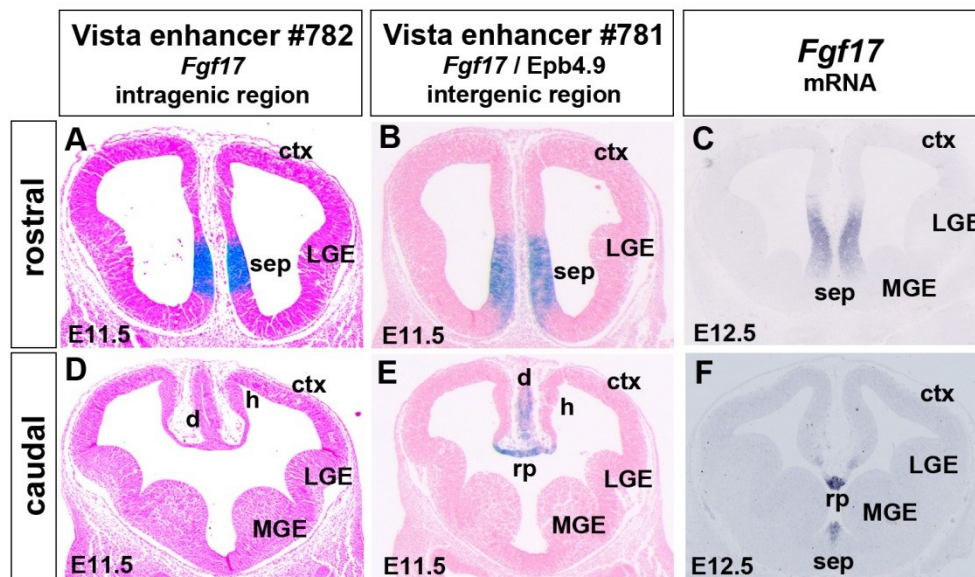 Vista enhancer #782
Fgf17
intragenic region
Vista enhancer #781
Fgf17 / Epb4.9
intergenic region
Fgf17
mRNA
rostral
A
ctx
LGE
sep
E11.5
B
ctx
LGE
sep
E11.5
C
ctx
LGE
MGE
sep
E12.5
caudal
D
ctx
h
d
LGE
MGE
E11.5
E
d
ctx
h
rp
LGE
MGE
E11.5
F
ctx
LGE
rp
MGE
sep
E12.5